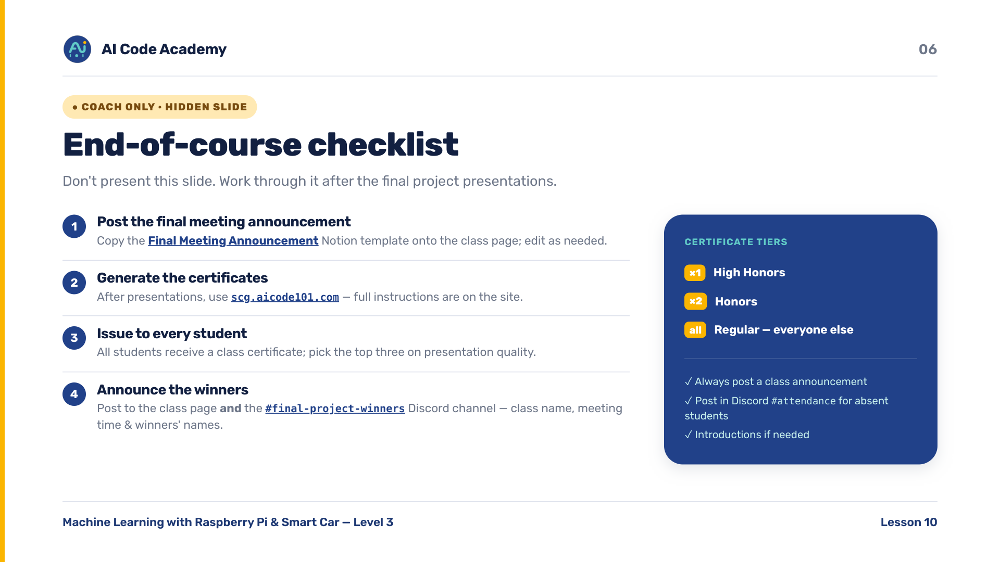 AI Code Academy
06
• COACH ONLY • HIDDEN SLIDE
End-of-course checklist
Don't present this slide. Work through it after the final project presentations.
1
Post the final meeting announcement
Copy the Final Meeting Announcement Notion template onto the class page; edit as needed.
2
Generate the certificates
After presentations, use scg.aicode101.com — full instructions are on the site.
3
Issue to every student
All students receive a class certificate; pick the top three on presentation quality.
4
Announce the winners
Post to the class page and the #final-project-winners Discord channel — class name, meeting
time & winners' names.
CERTIFICATE TIERS
×1 High Honors
×2 Honors
all Regular — everyone else
✓ Always post a class announcement
✓ Post in Discord #attendance for absent
students
✓ Introductions if needed
Machine Learning with Raspberry Pi & Smart Car — Level 3
Lesson 10